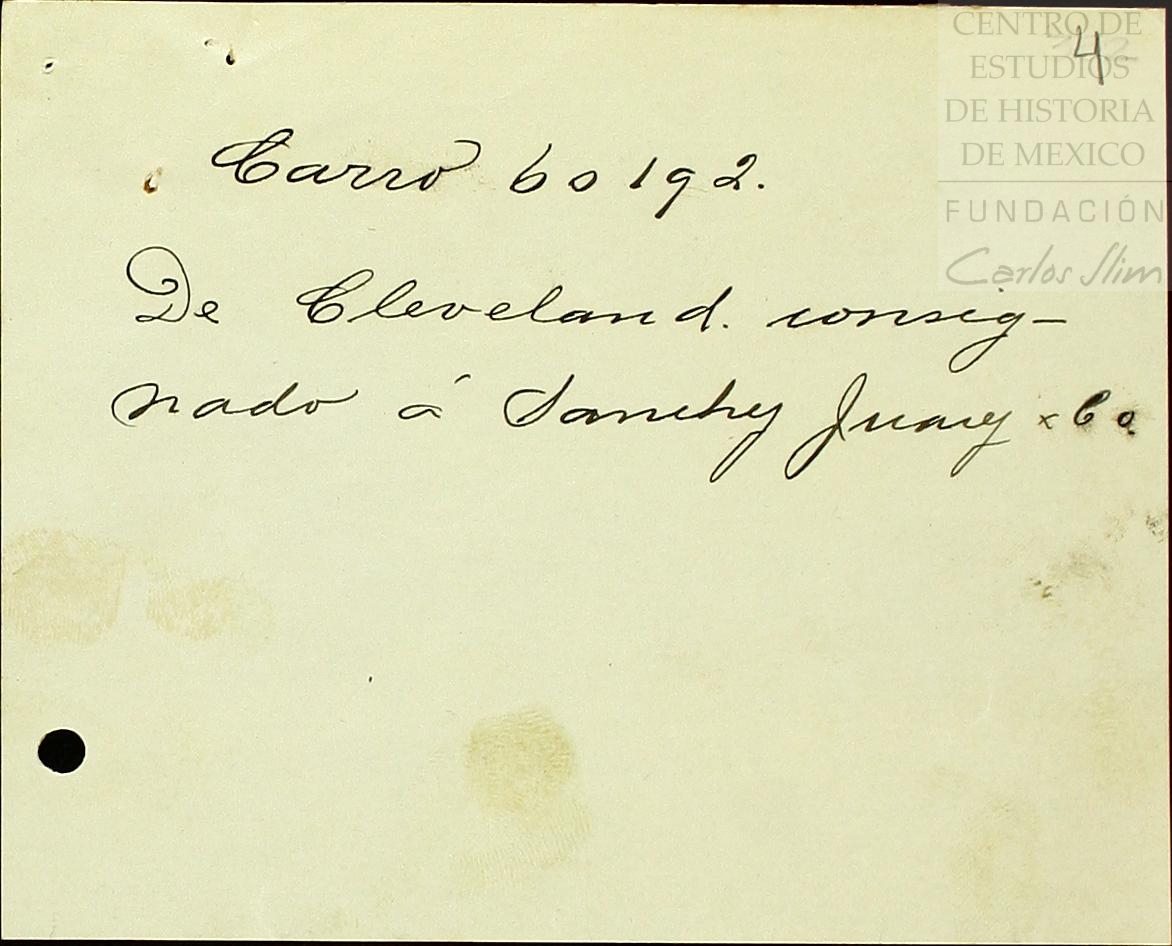 CENTRO DE
ESTUDIOS
DE HISTORIA
DE MEXICO
FUNDACIÓN
Carlos Slim
4
Carro 60192.
De Cleveland. consig-
nado á Sanchez Juarez & Co.